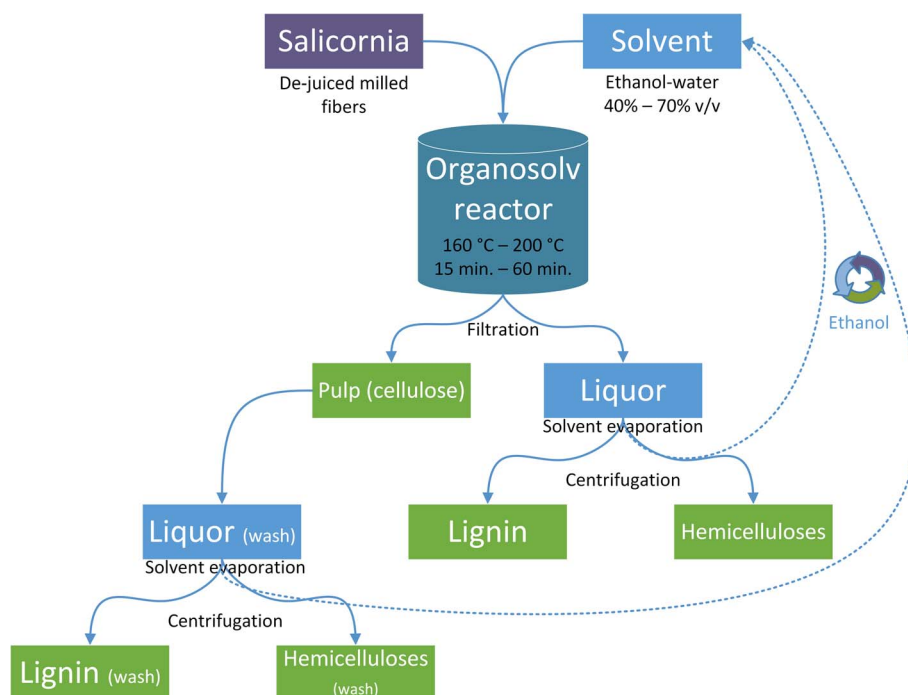 Salicornia
Solvent
De-juiced milled
fibers
Ethanol-water
40% – 70% v/v
Organosolv
reactor
160 °C – 200 °C
15 min. – 60 min.
Ethanol
Filtration
Pulp (cellulose)
Liquor
Solvent evaporation
Centrifugation
Lignin
Hemicelluloses
Liquor (wash)
Solvent evaporation
Centrifugation
Lignin (wash)
Hemicelluloses
(wash)